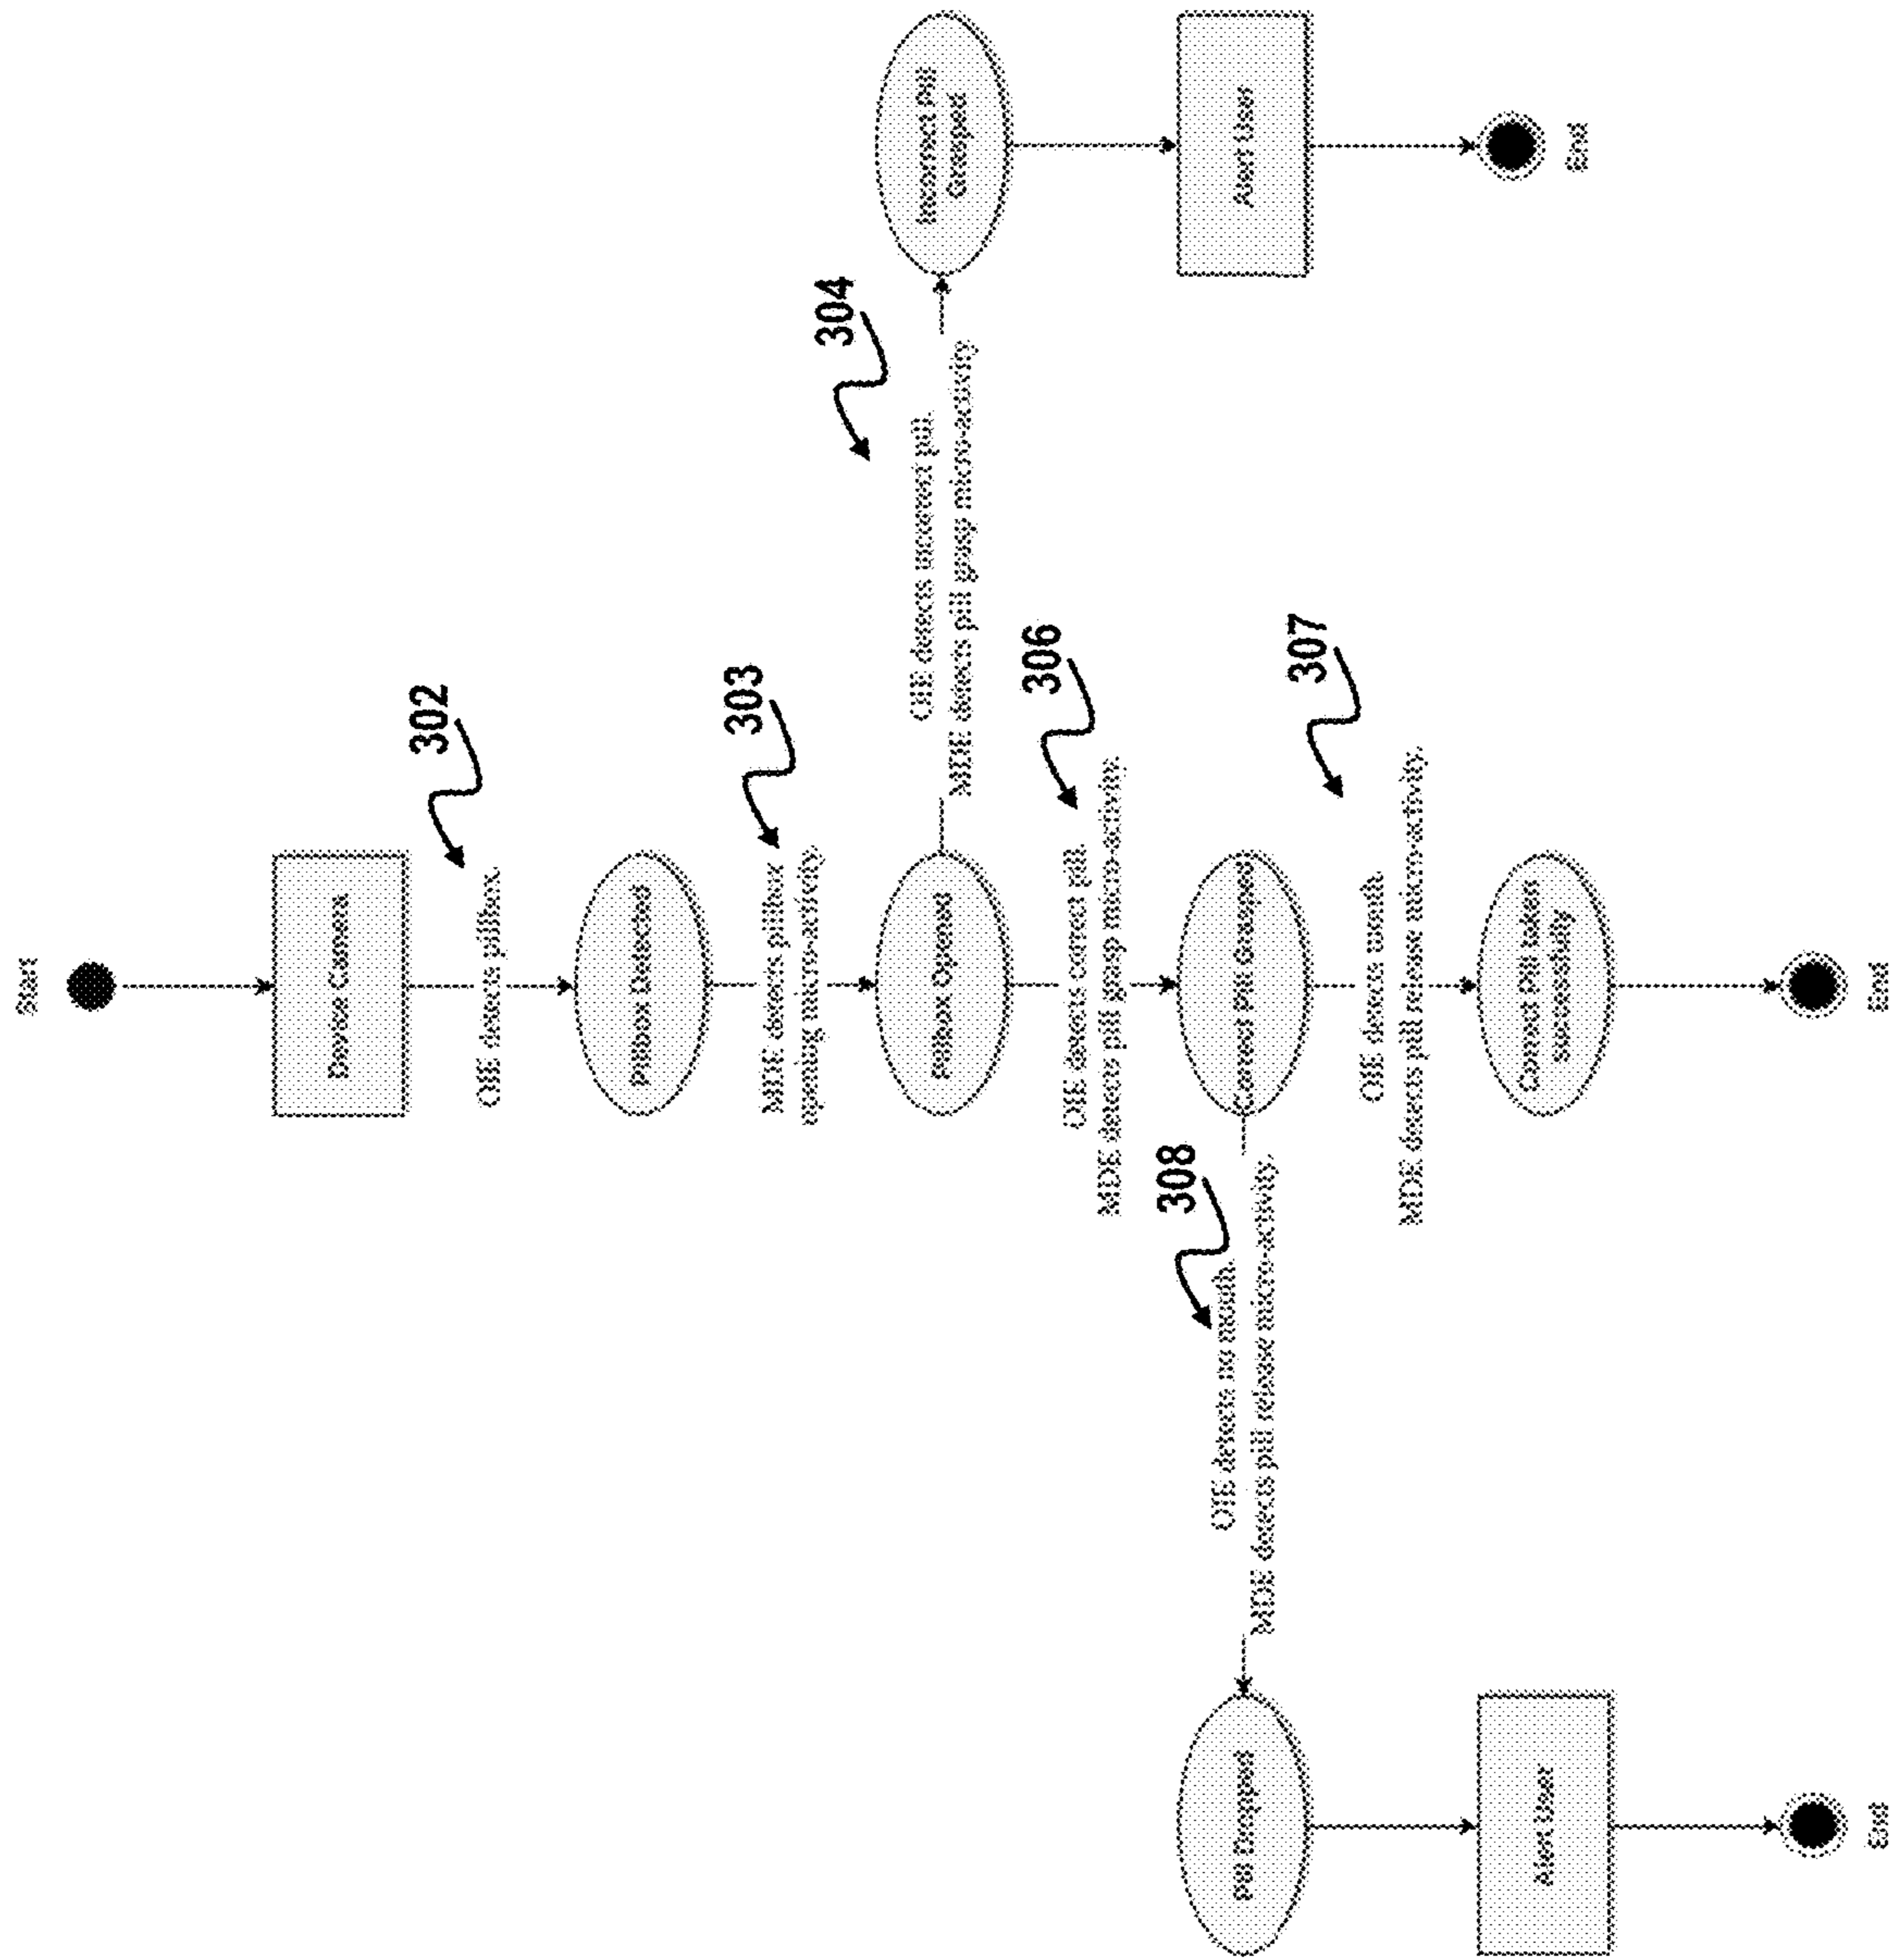 Start
Device Camera
302
OIE detects pillbox.
Pillbox Detected
303
MDE detects pillbox
opening micro-activity.
Pillbox Opened
304
OIE detects incorrect pill.
MDE detects pill grasp micro-activity.
Incorrect Pill
Grasped
Alert User
End
306
OIE detects correct pill.
MDE detects pill grasp micro-activity.
Correct Pill Grasped
308
OIE detects no mouth.
MDE detects pill release micro-activity.
Pill Dropped
Alert User
End
307
OIE detects mouth.
MDE detects pill release micro-activity.
Correct Pill taken
successfully
End